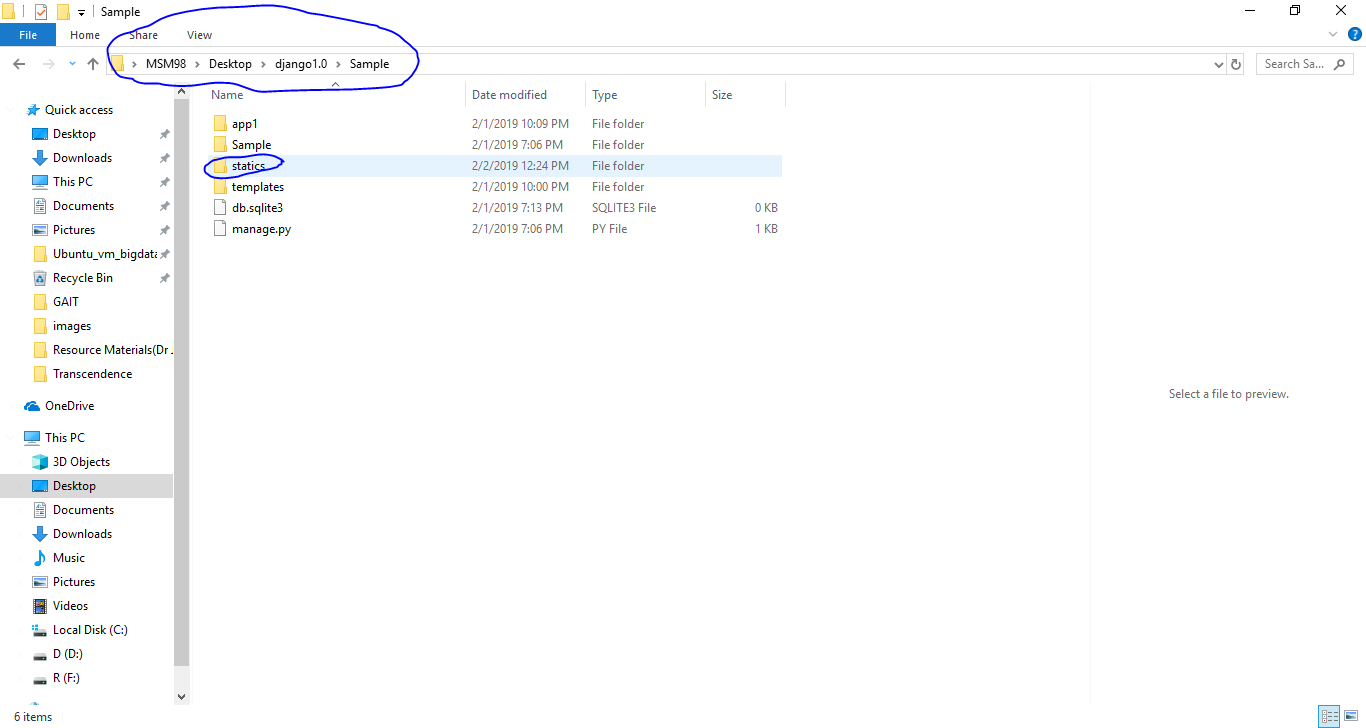 Sample
File Home Share View
MSM98 Desktop django1.0 Sample
Search Sa...
Name Date modified Type Size
app1 2/1/2019 10:09 PM File folder
Sample 2/1/2019 7:06 PM File folder
statics 2/2/2019 12:24 PM File folder
templates 2/1/2019 10:00 PM File folder
db.sqlite3 2/1/2019 7:13 PM SQLITE3 File 0 KB
manage.py 2/1/2019 7:06 PM PY File 1 KB
Quick access
Desktop
Downloads
This PC
Documents
Pictures
Ubuntu_vm_bigdata
Recycle Bin
GAIT
images
Resource Materials(Dr
Transcendence
OneDrive
This PC
3D Objects
Desktop
Documents
Downloads
Music
Pictures
Videos
Local Disk (C:)
D (D:)
R (F:)
Select a file to preview.
6 items